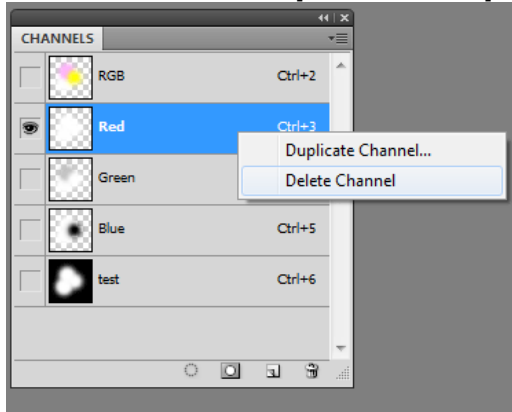 CHANNELS
RGB Ctrl+2
Red Ctrl+3
Duplicate Channel...
Green
Delete Channel
Blue Ctrl+5
test Ctrl+6